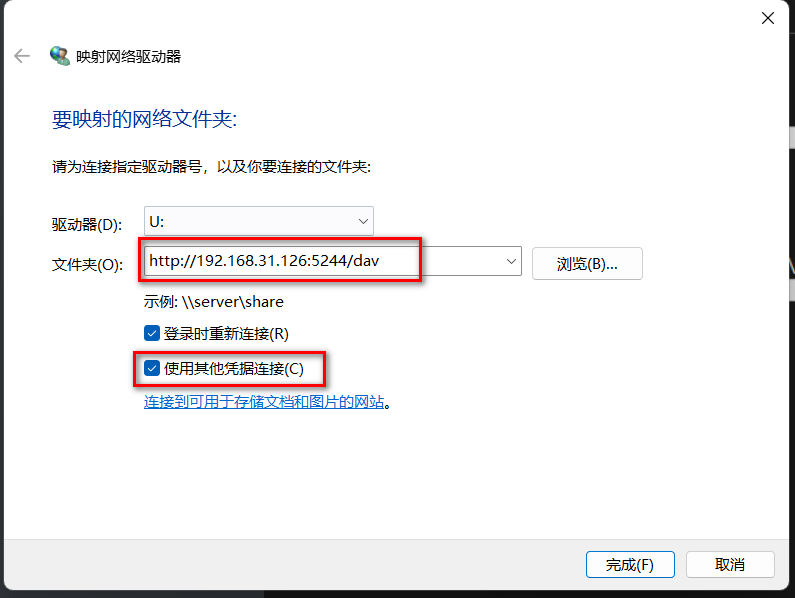 映射网络驱动器
要映射的网络文件夹:
请为连接指定驱动器号，以及你要连接的文件夹:
驱动器(D): U:
文件夹(O): http://192.168.31.126:5244/dav 浏览(B)...
示例: \\server\share
登录时重新连接(R)
使用其他凭据连接(C)
连接到可用于存储文档和图片的网站。
完成(F) 取消